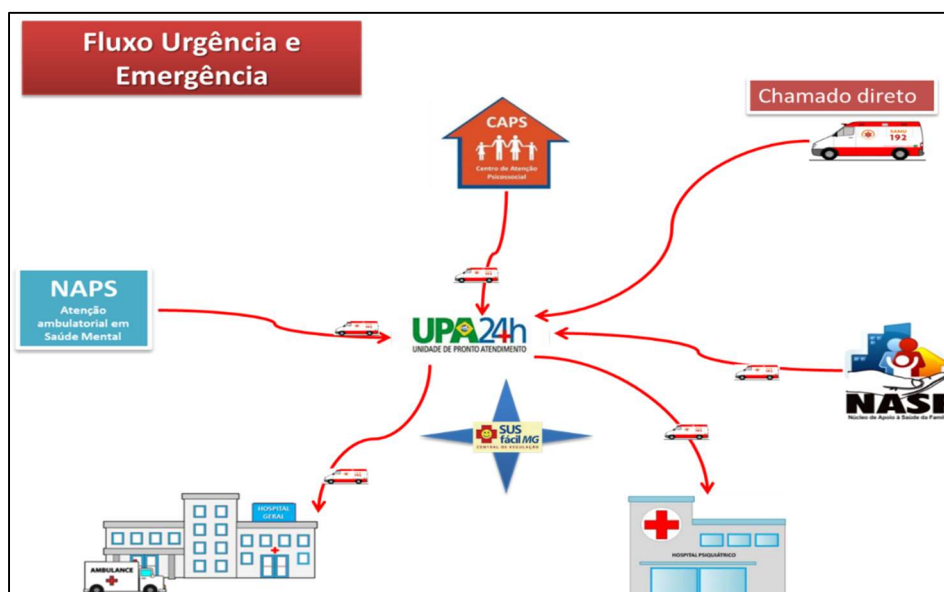 Fluxo Urgência e
Emergência
Chamado direto
SAMU
192
CAPS
Centro de Atenção
Psicossocial
NAPS
Atenção
ambulatorial em
Saúde Mental
UPA24h
UNIDADE DE PRONTO ATENDIMENTO
NASF
Núcleo de Apoio à Saúde da Famíl
SUS
fácil MG
CENTRAL DE REGULAÇÃO
HOSPITAL
GERAL
AMBULANCE
HOSPITAL PSIQUIÁTRICO